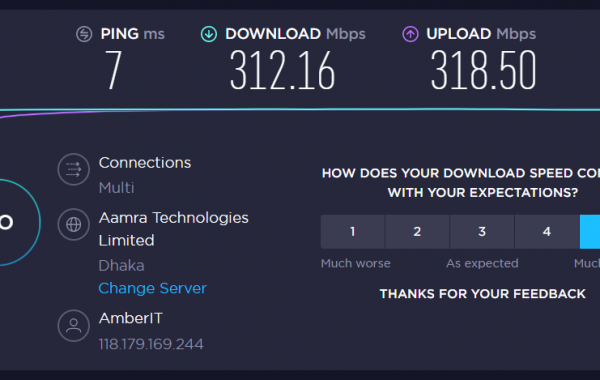 PING ms DOWNLOAD Mbps UPLOAD Mbps
7 312.16 318.50
Connections
Multi
Aamra Technologies
Limited
Dhaka
Change Server
AmberIT
118.179.169.244
HOW DOES YOUR DOWNLOAD SPEED CO
WITH YOUR EXPECTATIONS?
1 2 3 4
Much worse As expected Much
THANKS FOR YOUR FEEDBACK